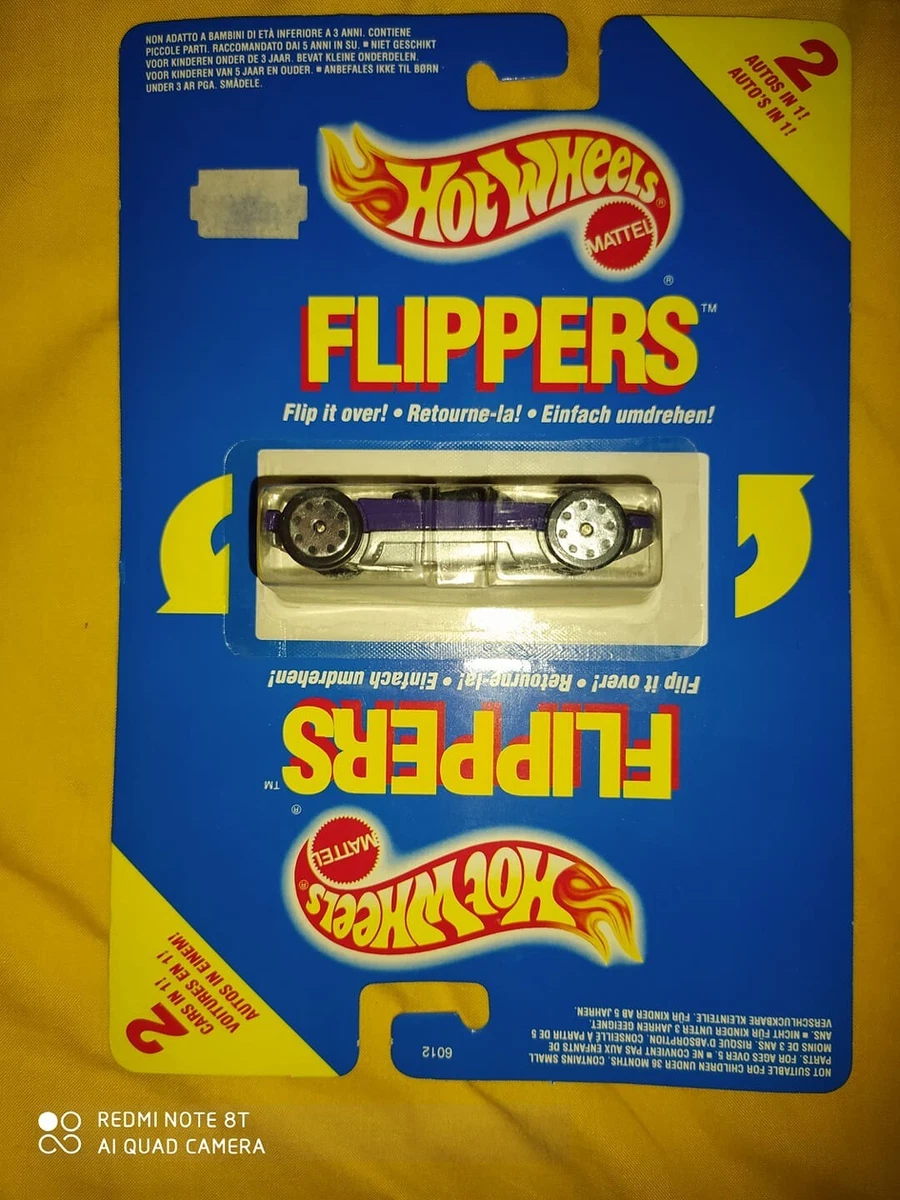 NON ADATTO A BAMBINI DI ETÀ INFERIORE A 3 ANNI. CONTIENE
PICCOLE PARTI. RACCOMANDATO DAI 5 ANNI IN SU. ▪ NIET GESCHIKT
VOOR KINDEREN ONDER DE 3 JAAR. BEVAT KLEINE ONDERDELEN.
VOOR KINDEREN VAN 5 JAAR EN OUDER. ▪ ANBEFALES IKKE TIL BØRN
UNDER 3 AR PGA. SMÅDELE.
2
AUTOS IN 1!
AUTO'S IN 1!
HOT WHEELS®
MATTEL
®
FLIPPERS™
Flip it over! • Retourne-la! • Einfach umdrehen!
Flip it over! • Retourne-la! • Einfach umdrehen!
FLIPPERS™
®
MATTEL
HOT WHEELS®
2
CARS IN 1!
VOITURES EN 1!
AUTOS IN EINEM!
NOT SUITABLE FOR CHILDREN UNDER 36 MONTHS. CONTAINS SMALL
PARTS. FOR AGES OVER 5. ▪ NE CONVIENT PAS AUX ENFANTS DE
MOINS DE 3 ANS. RISQUE D'ABSORPTION. CONSEILLÉ À PARTIR DE 5
ANS. ▪ NICHT FÜR KINDER UNTER 3 JAHREN GEEIGNET.
VERSCHLUCKBARE KLEINTEILE. FÜR KINDER AB 5 JAHREN.
6012
REDMI NOTE 8T
AI QUAD CAMERA